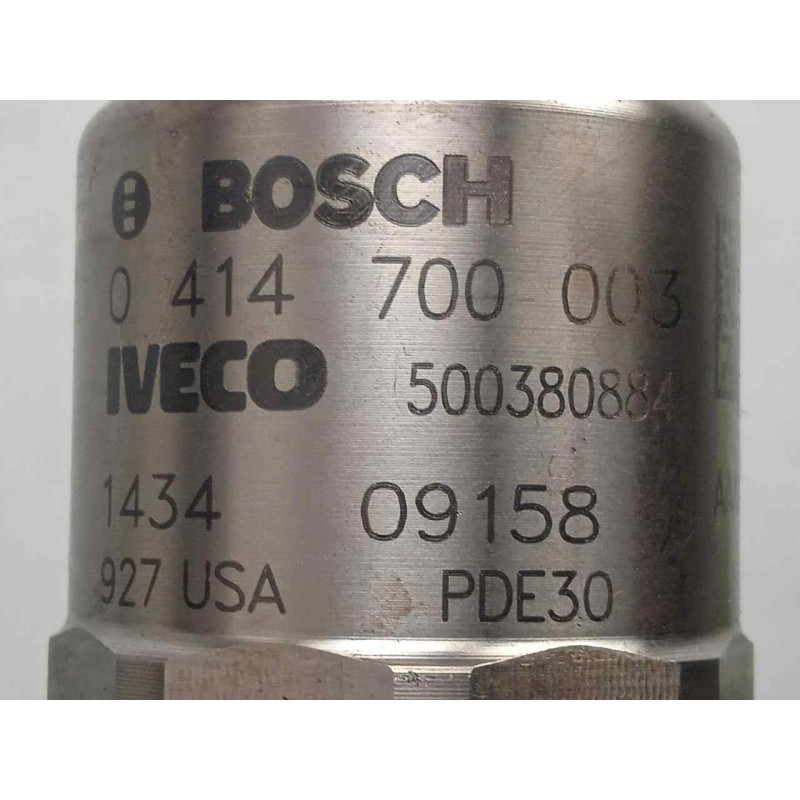 BOSCH
0 414 700 003
IVECO 500380884
1434 09158
927 USA PDE30